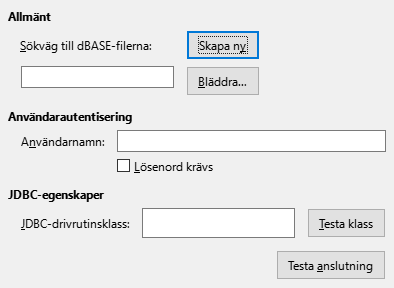 Allmänt
Sökväg till dBASE-filerna: Skapa ny
Bläddra...
Användarautentisering
Användarnamn:
Lösenord krävs
JDBC-egenskaper
JDBC-drivrutinsklass: Testa klass
Testa anslutning